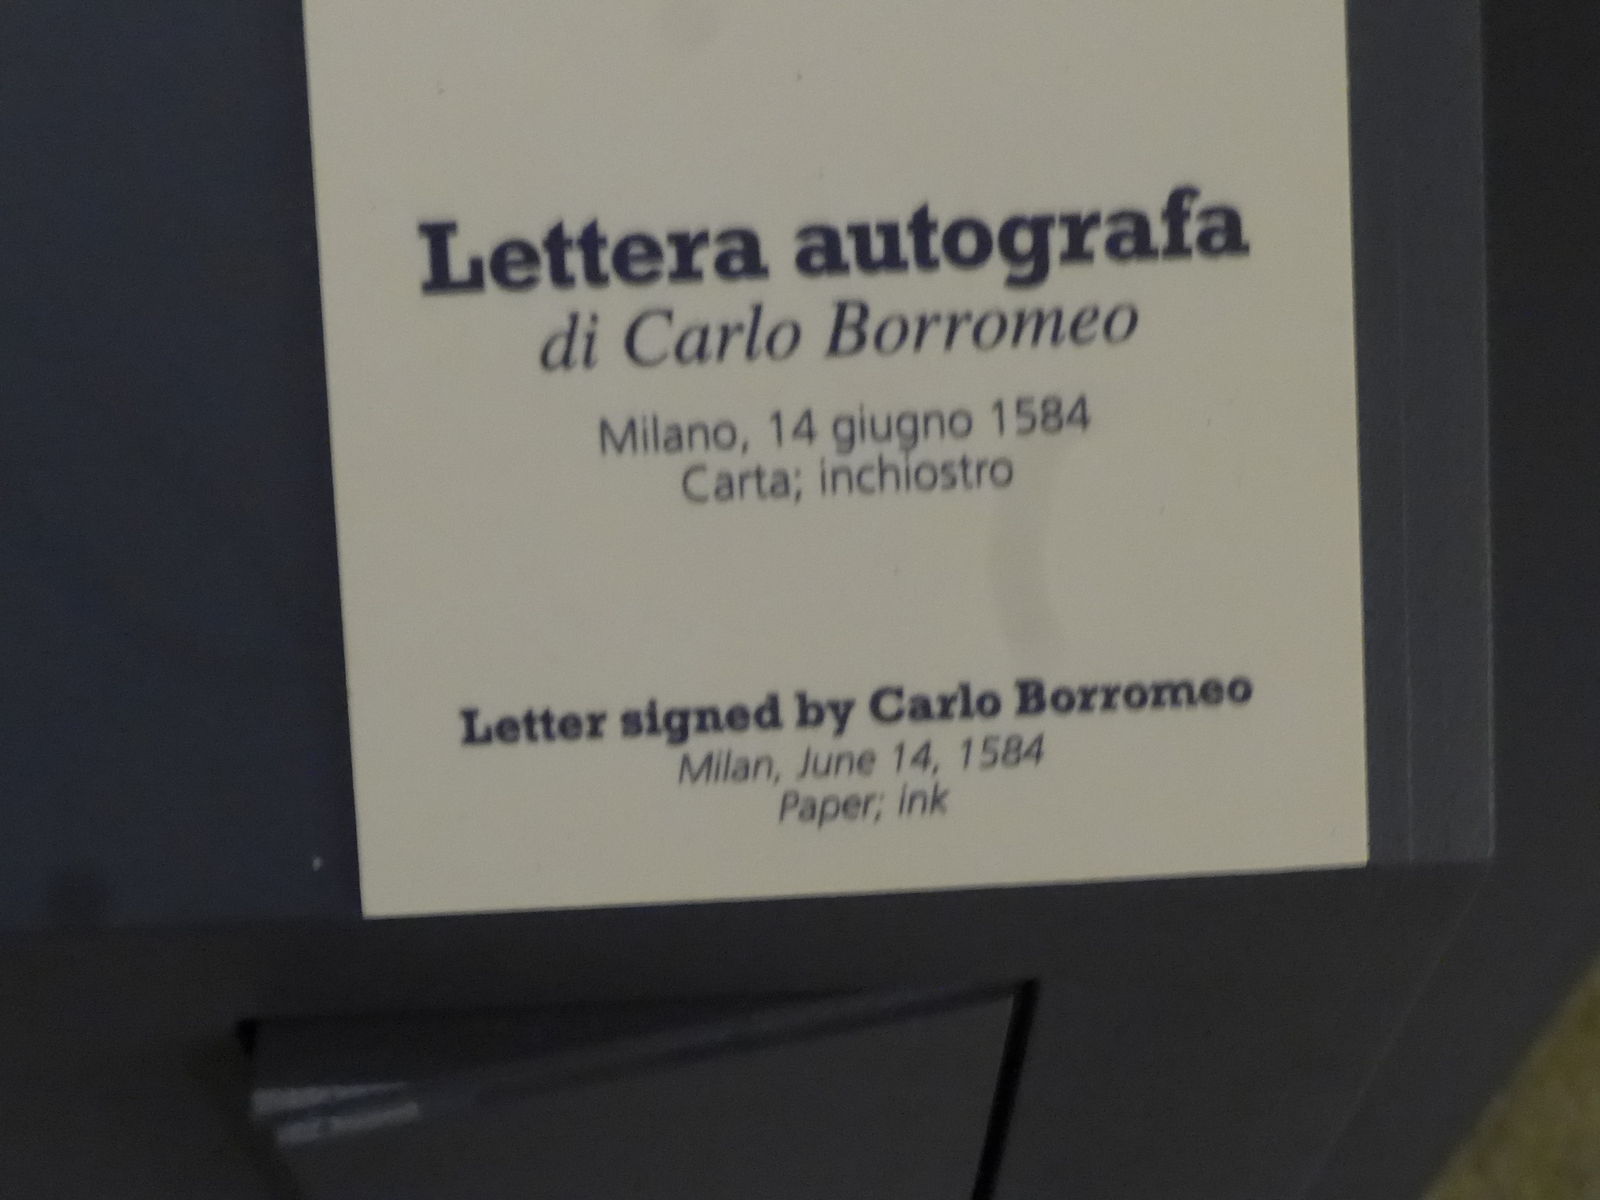 Lettera autografa
di Carlo Borromeo
Milano, 14 giugno 1584
Carta; inchiostro
Letter signed by Carlo Borromeo
Milan, June 14, 1584
Paper; ink